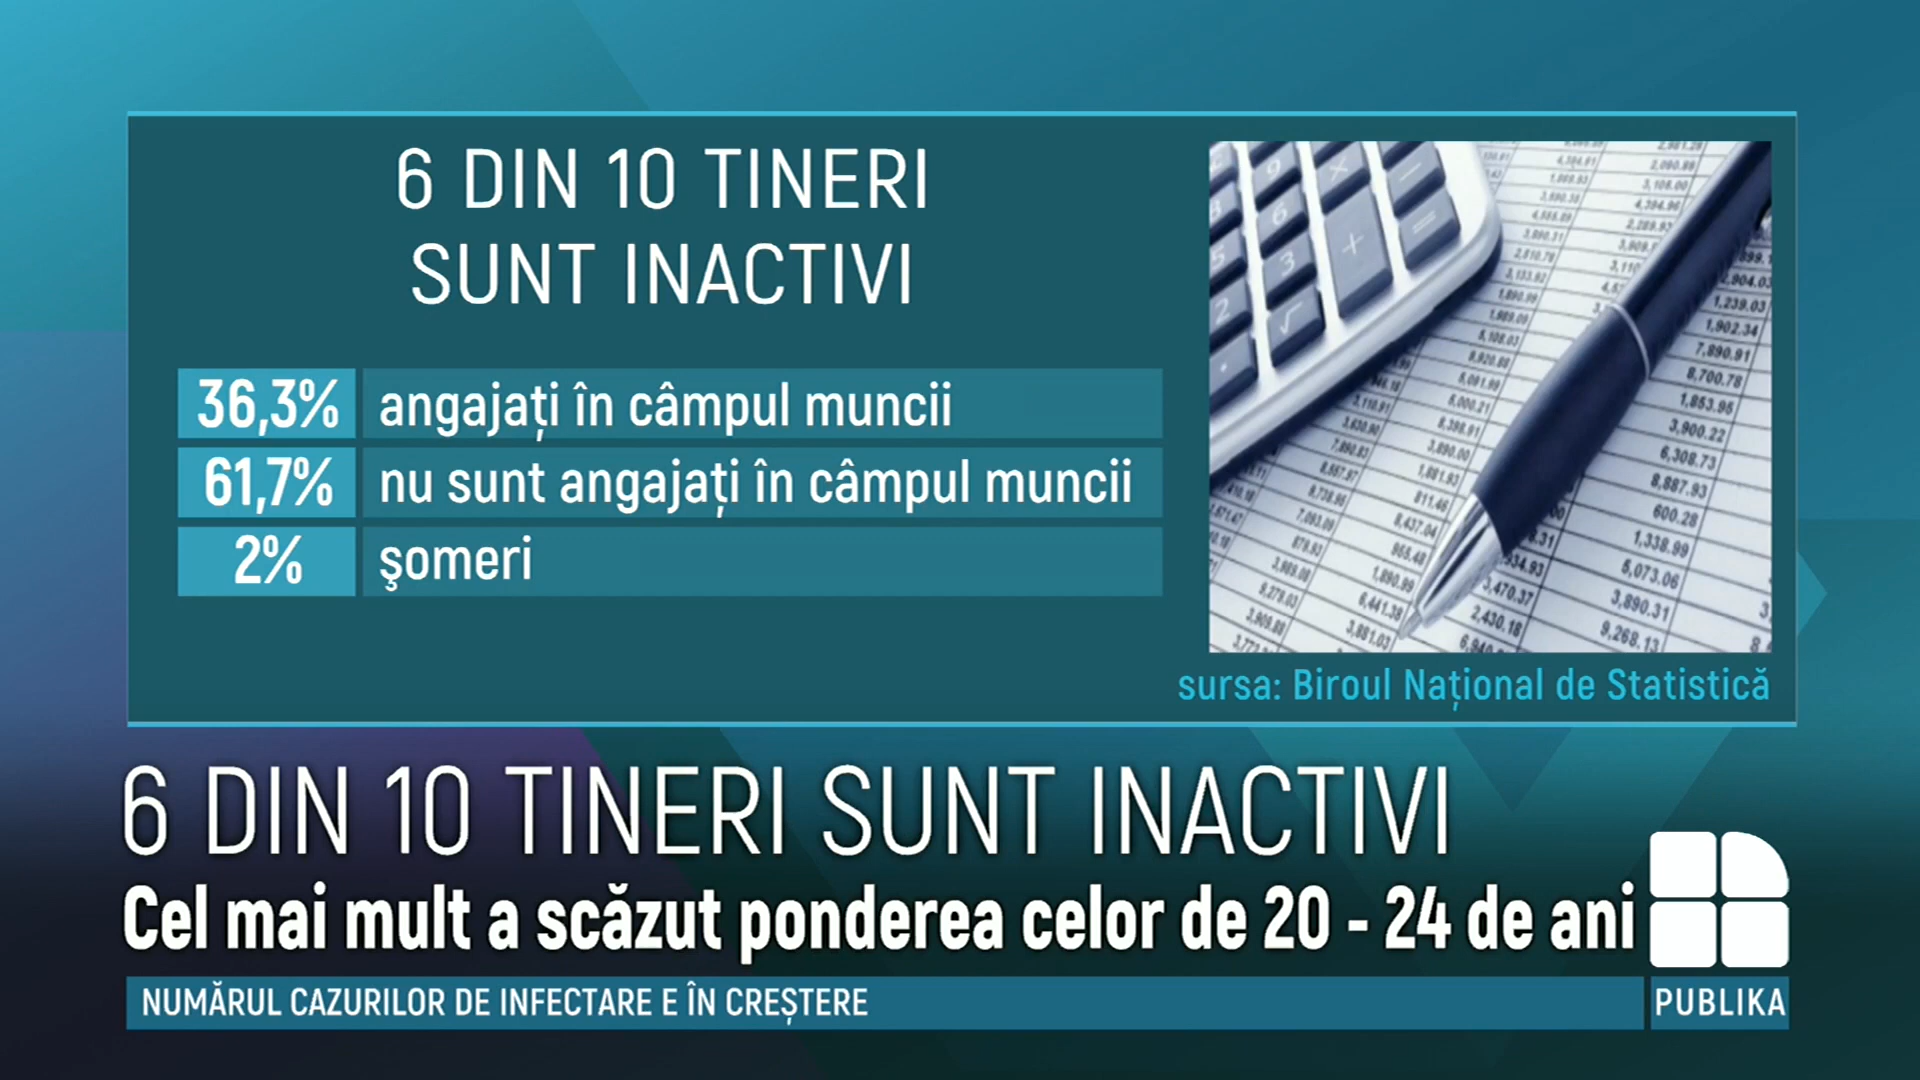 6 DIN 10 TINERI
SUNT INACTIVI
36,3% angajați în câmpul muncii
61,7% nu sunt angajați în câmpul muncii
2% şomeri
sursa: Biroul Național de Statistică
6 DIN 10 TINERI SUNT INACTIVI
Cel mai mult a scăzut ponderea celor de 20 - 24 de ani
NUMĂRUL CAZURILOR DE INFECTARE E ÎN CREȘTERE
PUBLIKA